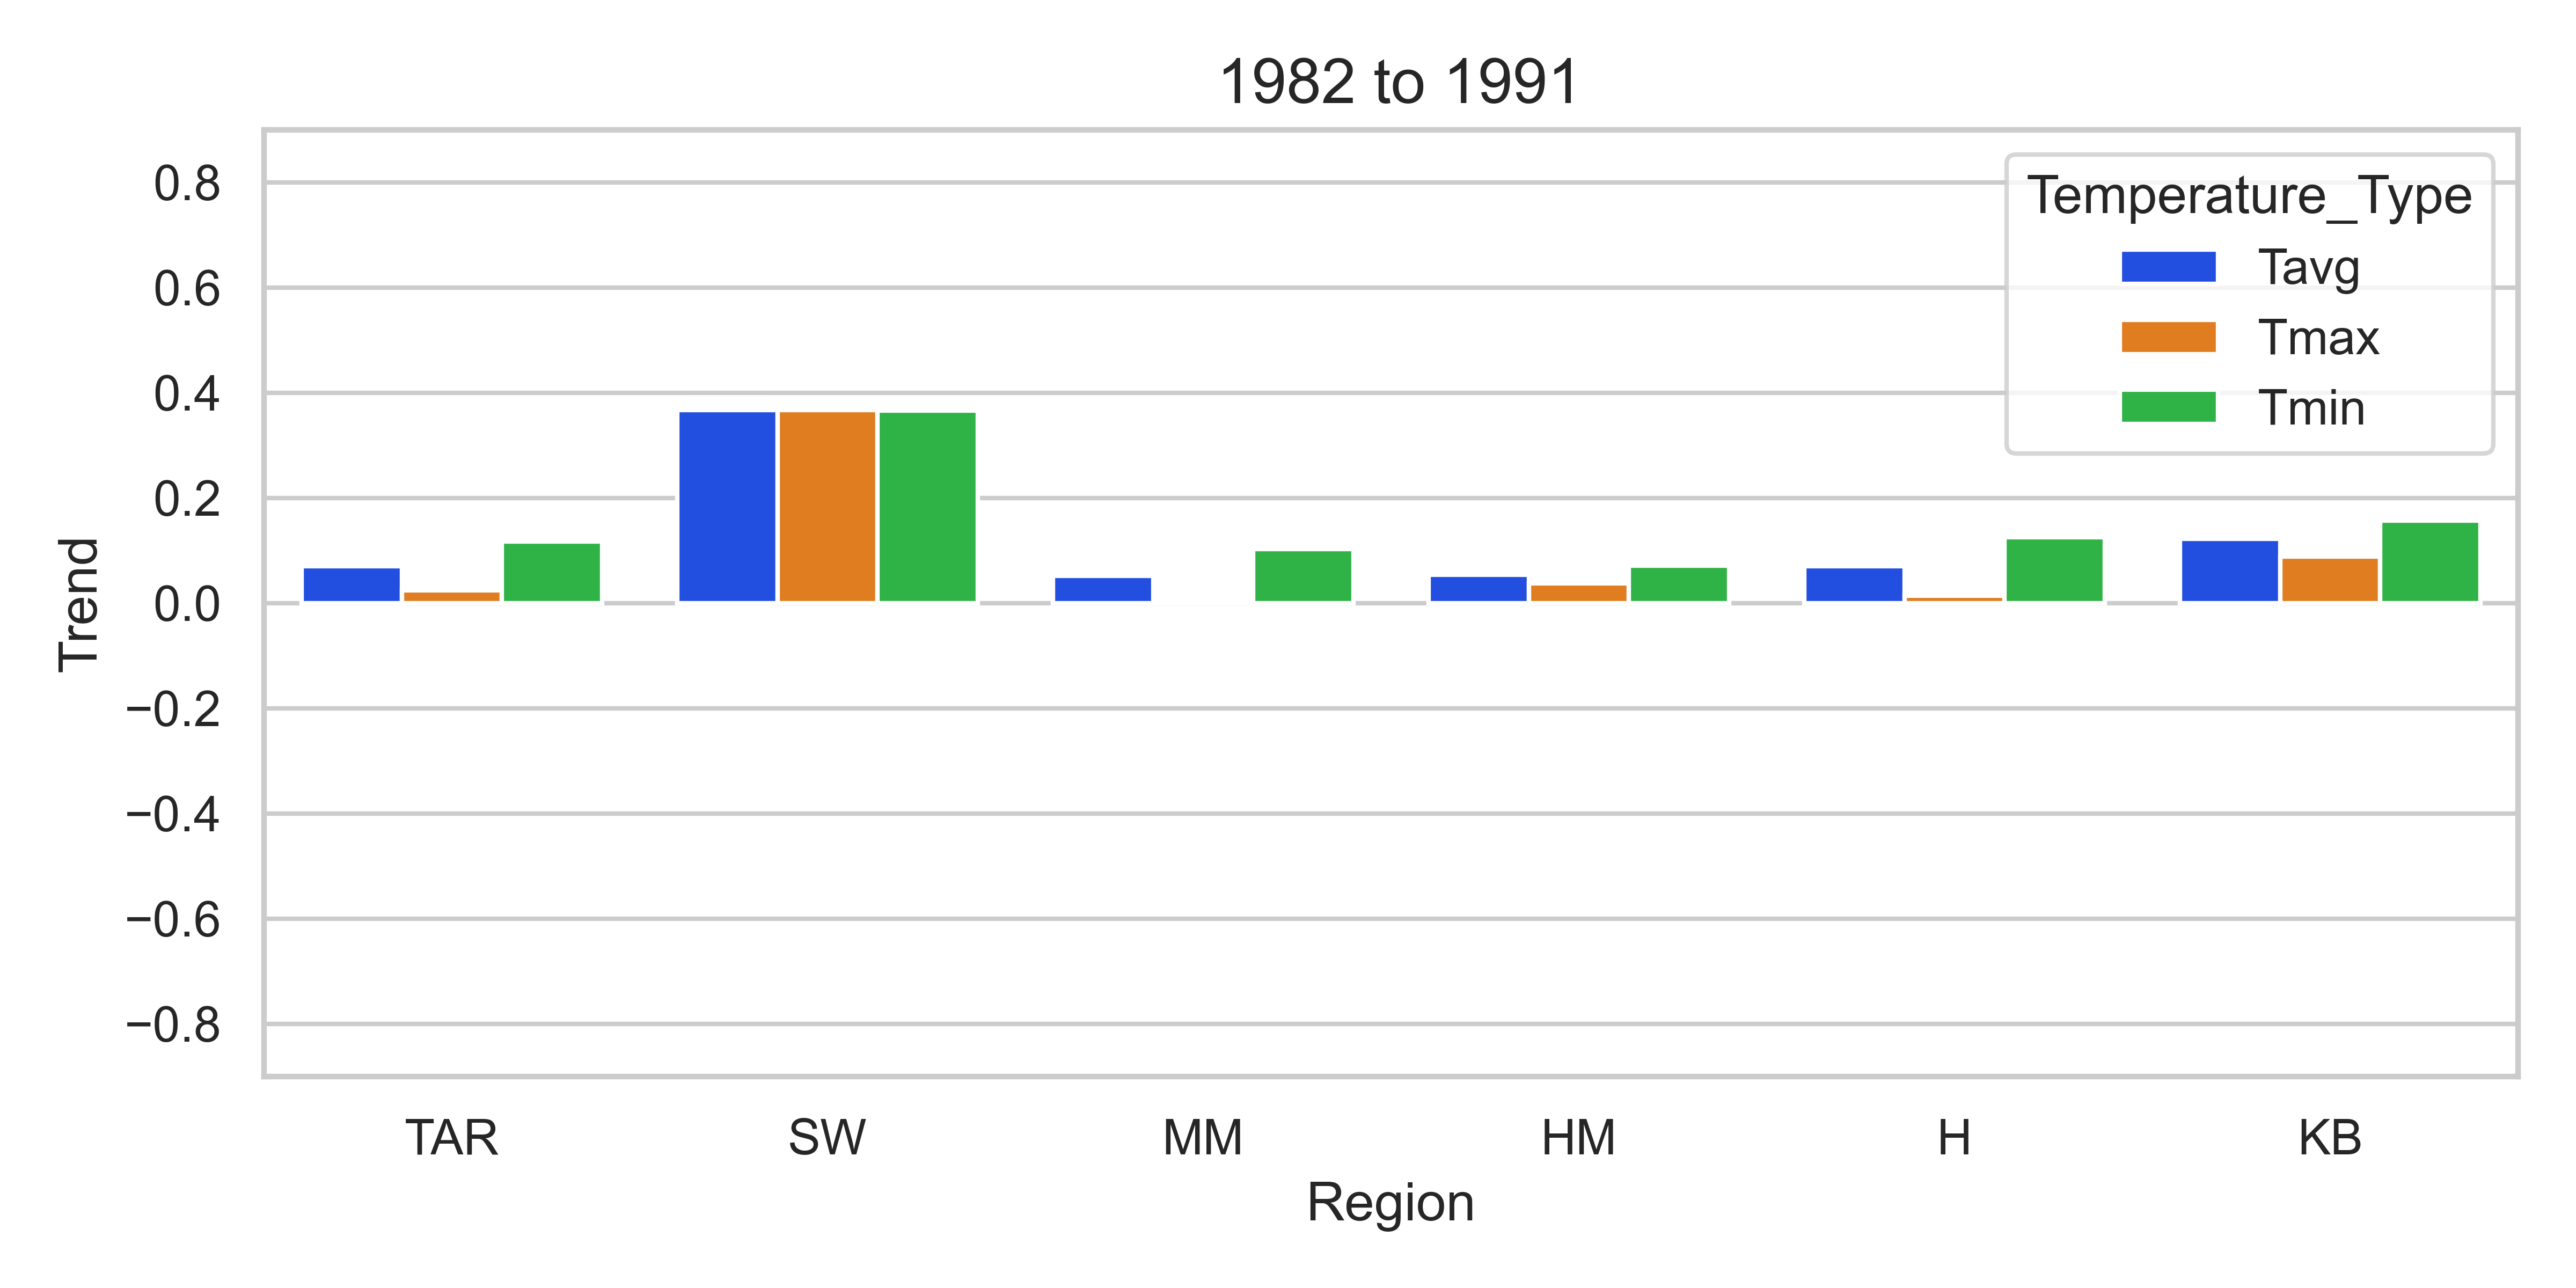 1982 to 1991
Trend
0.8
0.6
0.4
0.2
0.0
−0.2
−0.4
−0.6
−0.8
Temperature_Type
Tavg
Tmax
Tmin
TAR SW MM HM H KB
Region